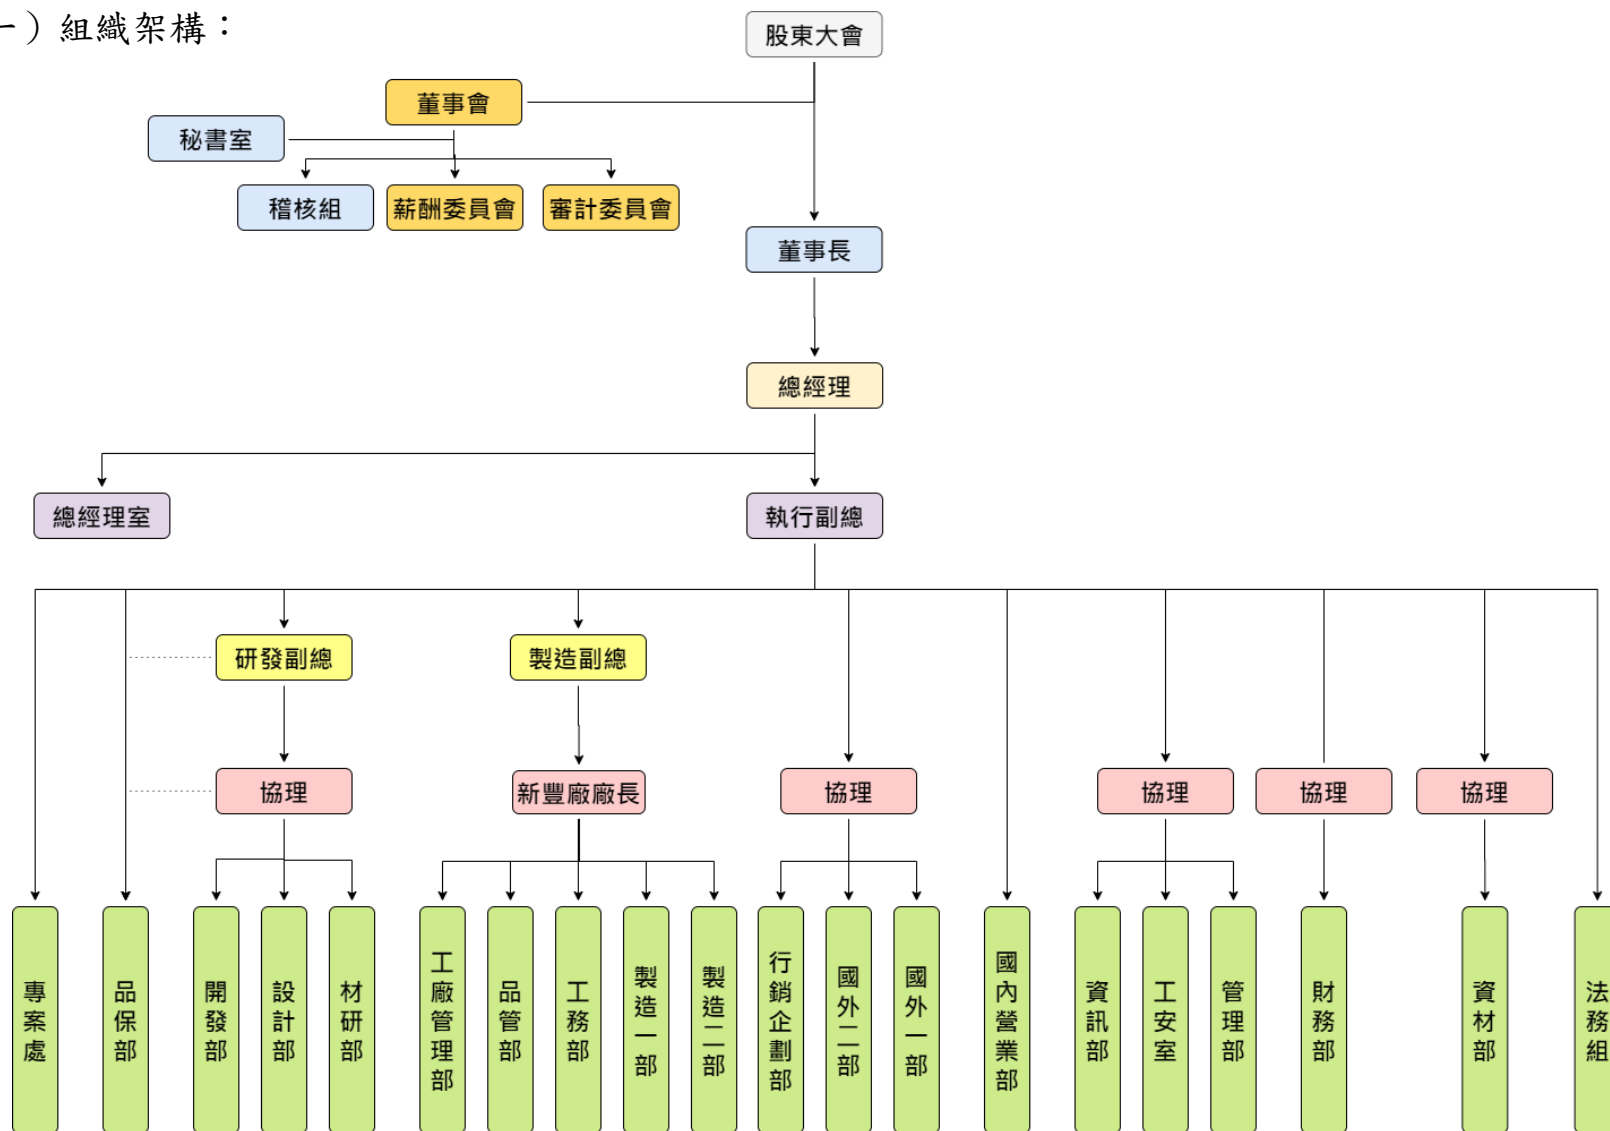 一）組織架構：
股東大會
董事會
秘書室
稽核組
薪酬委員會
審計委員會
董事長
總經理
總經理室
執行副總
研發副總
製造副總
協理
新豐廠廠長
協理
協理
協理
協理
專案處
品保部
開發部
設計部
材研部
工廠管理部
品管部
工務部
製造一部
製造二部
行銷企劃部
國外二部
國外一部
國內營業部
資訊部
工安室
管理部
財務部
資材部
法務組